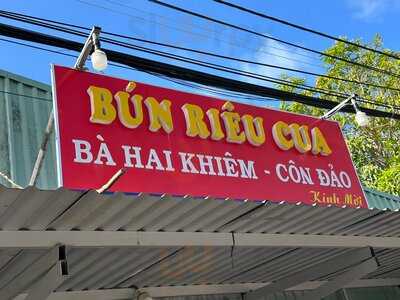 BÚN RIÊU CUA
BÀ HAI KHIÊM - CÔN ĐẢO
Kính Mời